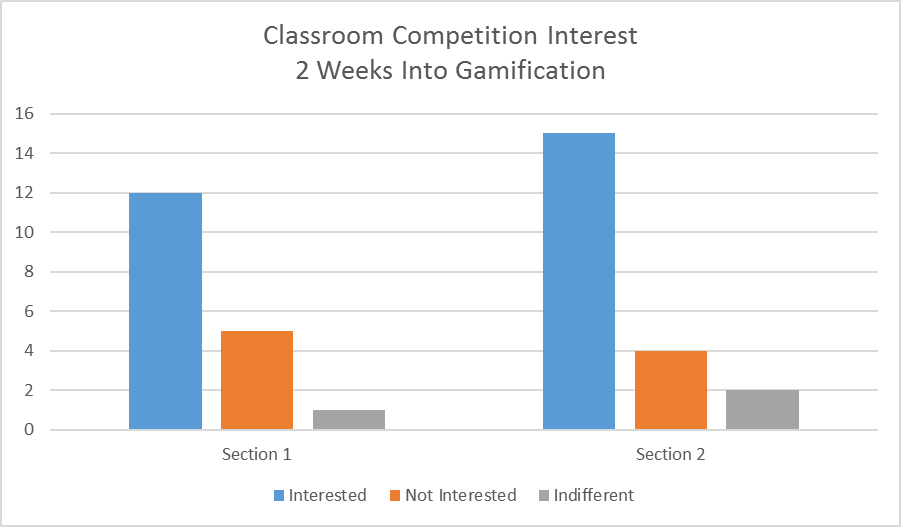 Classroom Competition Interest
2 Weeks Into Gamification
16
14
12
10
8
6
4
2
0
Section 1
Section 2
Interested
Not Interested
Indifferent